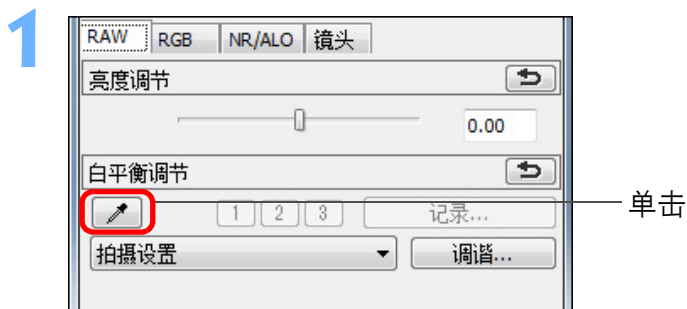 1
RAW RGB NR/ALO 镜头
亮度调节
0.00
白平衡调节
1 2 3 记录...
单击
拍摄设置 调谐...